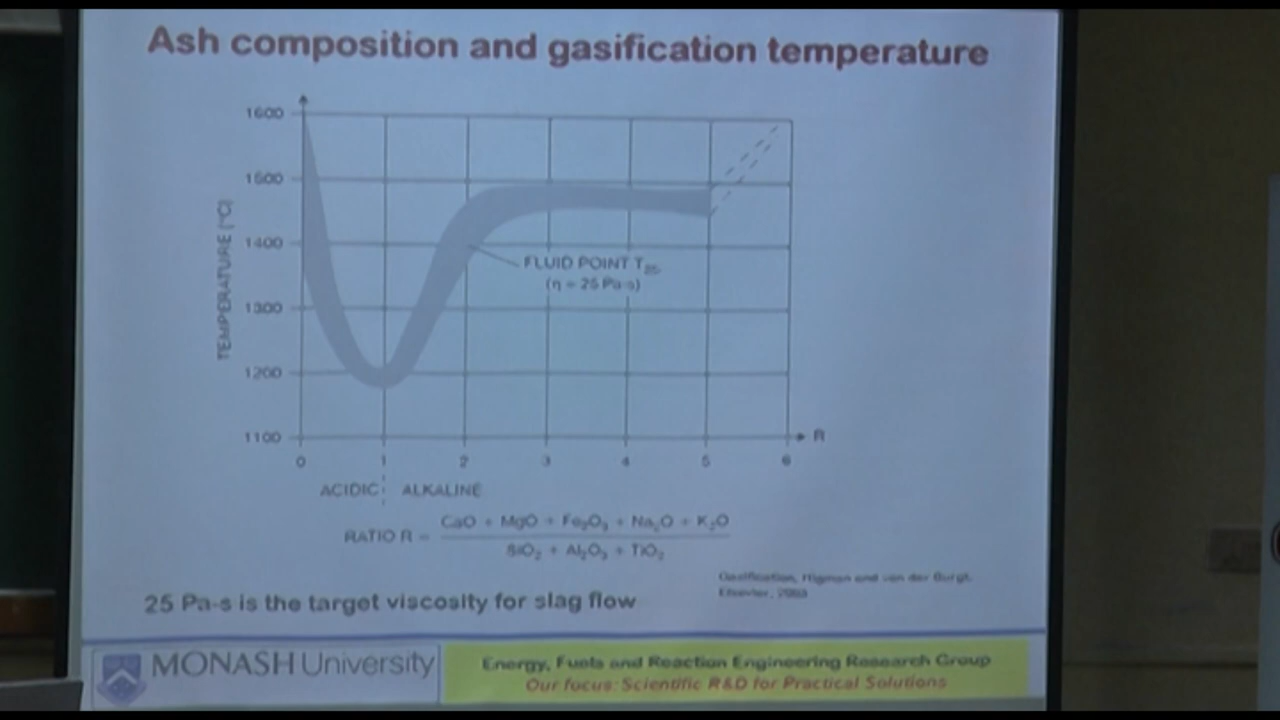 Ash composition and gasification temperature
1600
1500
1400
1300
1200
1100
TEMPERATURE (°C)
FLUID POINT T25
(η = 25 Pa·s)
R
0 1 2 3 4 5 6
ACIDIC ALKALINE
RATIO R = CaO + MgO + Fe2O3 + Na2O + K2O
SiO2 + Al2O3 + TiO2
Gasification, Higman and van der Burgt,
Elsevier, 2003
25 Pa-s is the target viscosity for slag flow
MONASH University
Energy, Fuels and Reaction Engineering Research Group
Our focus: Scientific R&D for Practical Solutions